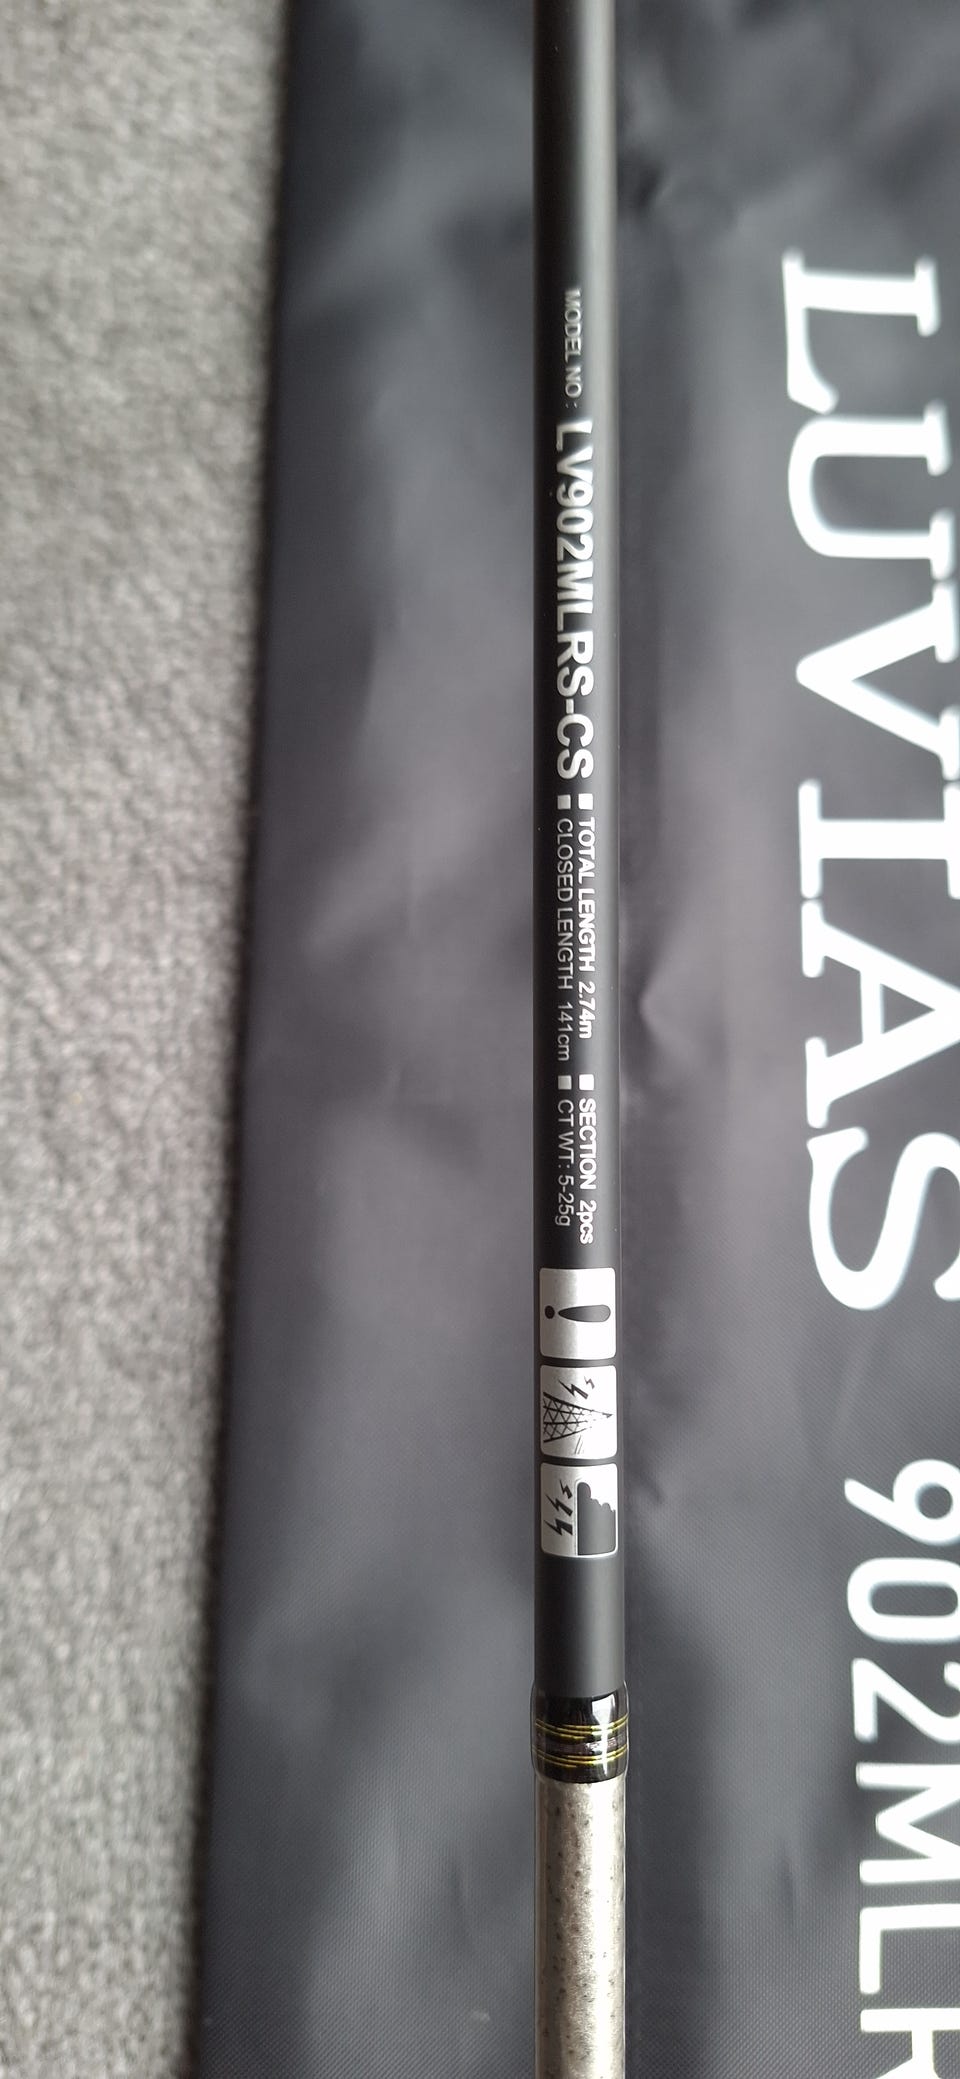 LUVIAS 902MLR
MODEL NO : LV902MLRS-CS
■ TOTAL LENGTH 2.74m ■ SECTION 2pcs
■ CLOSED LENGTH 141cm ■ CT WT: 5-25g